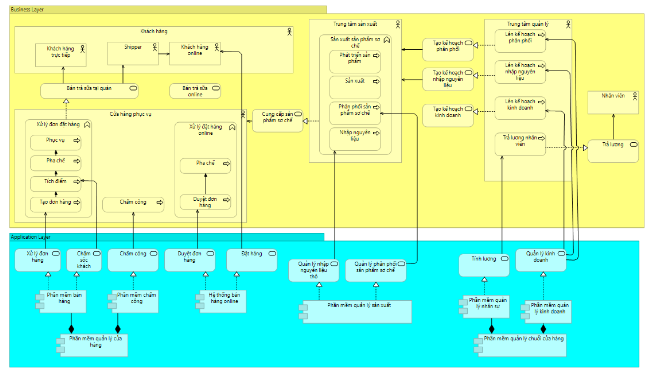 Business Layer
Khách hàng
Khách hàng
trực tiếp
Shipper
Khách hàng
online
Bán trà sữa tại quán
Bán trà sữa
online
Cửa hàng phục vụ
Xử lý đơn đặt hàng
Phục vụ
Pha chế
Tích điểm
Tạo đơn hàng
Chấm công
Xử lý đặt hàng
online
Pha chế
Duyệt đơn
hàng
Cung cấp sản
phẩm sơ chế
Trung tâm sản xuất
Sản xuất sản phẩm sơ
chế
Phát triển sản
phẩm
Sản xuất
Phân phối sản
phẩm sơ chế
Nhập nguyên
liệu
Tạo kế hoạch
phân phối
Tạo kế hoạch
nhập nguyên
liệu
Tạo kế hoạch
kinh doanh
Trung tâm quản lý
Lên kế hoạch
phân phối
Lên kế hoạch
nhập nguyên
liệu
Lên kế hoạch
kinh doanh
Trả lương nhân
viên
Nhân viên
Trả lương
Application Layer
Xử lý đơn
hàng
Chăm
sóc
khách
Chấm công
Duyệt đơn
hàng
Đặt hàng
Quản lý nhập
nguyên liệu
thô
Quản lý phân phối
sản phẩm sơ chế
Tính lương
Quản lý kinh
doanh
Phần mềm bán
hàng
Phần mềm chấm
công
Hệ thống bán
hàng online
Phần mềm quản lý sản xuất
Phần mềm quản
lý nhân sự
Phần mềm quản
lý kinh doanh
Phần mềm quản lý cửa
hàng
Phần mềm quản lý chuỗi cửa hàng